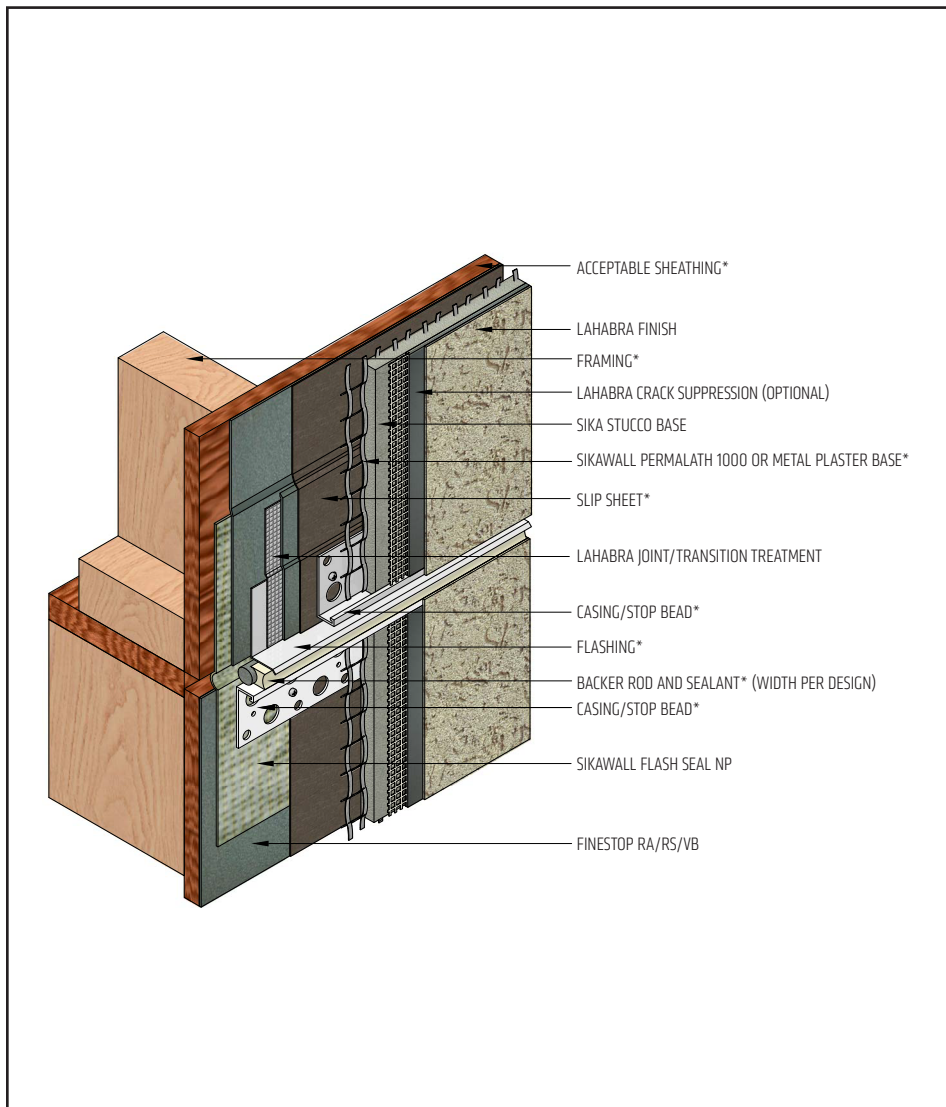 ACCEPTABLE SHEATHING*
LAHABRA FINISH
FRAMING*
LAHABRA CRACK SUPPRESSION (OPTIONAL)
SIKA STUCCO BASE
SIKAWALL PERMALATH 1000 OR METAL PLASTER BASE*
SLIP SHEET*
LAHABRA JOINT/TRANSITION TREATMENT
CASING/STOP BEAD*
FLASHING*
BACKER ROD AND SEALANT* (WIDTH PER DESIGN)
CASING/STOP BEAD*
SIKAWALL FLASH SEAL NP
FINESTOP RA/RS/VB